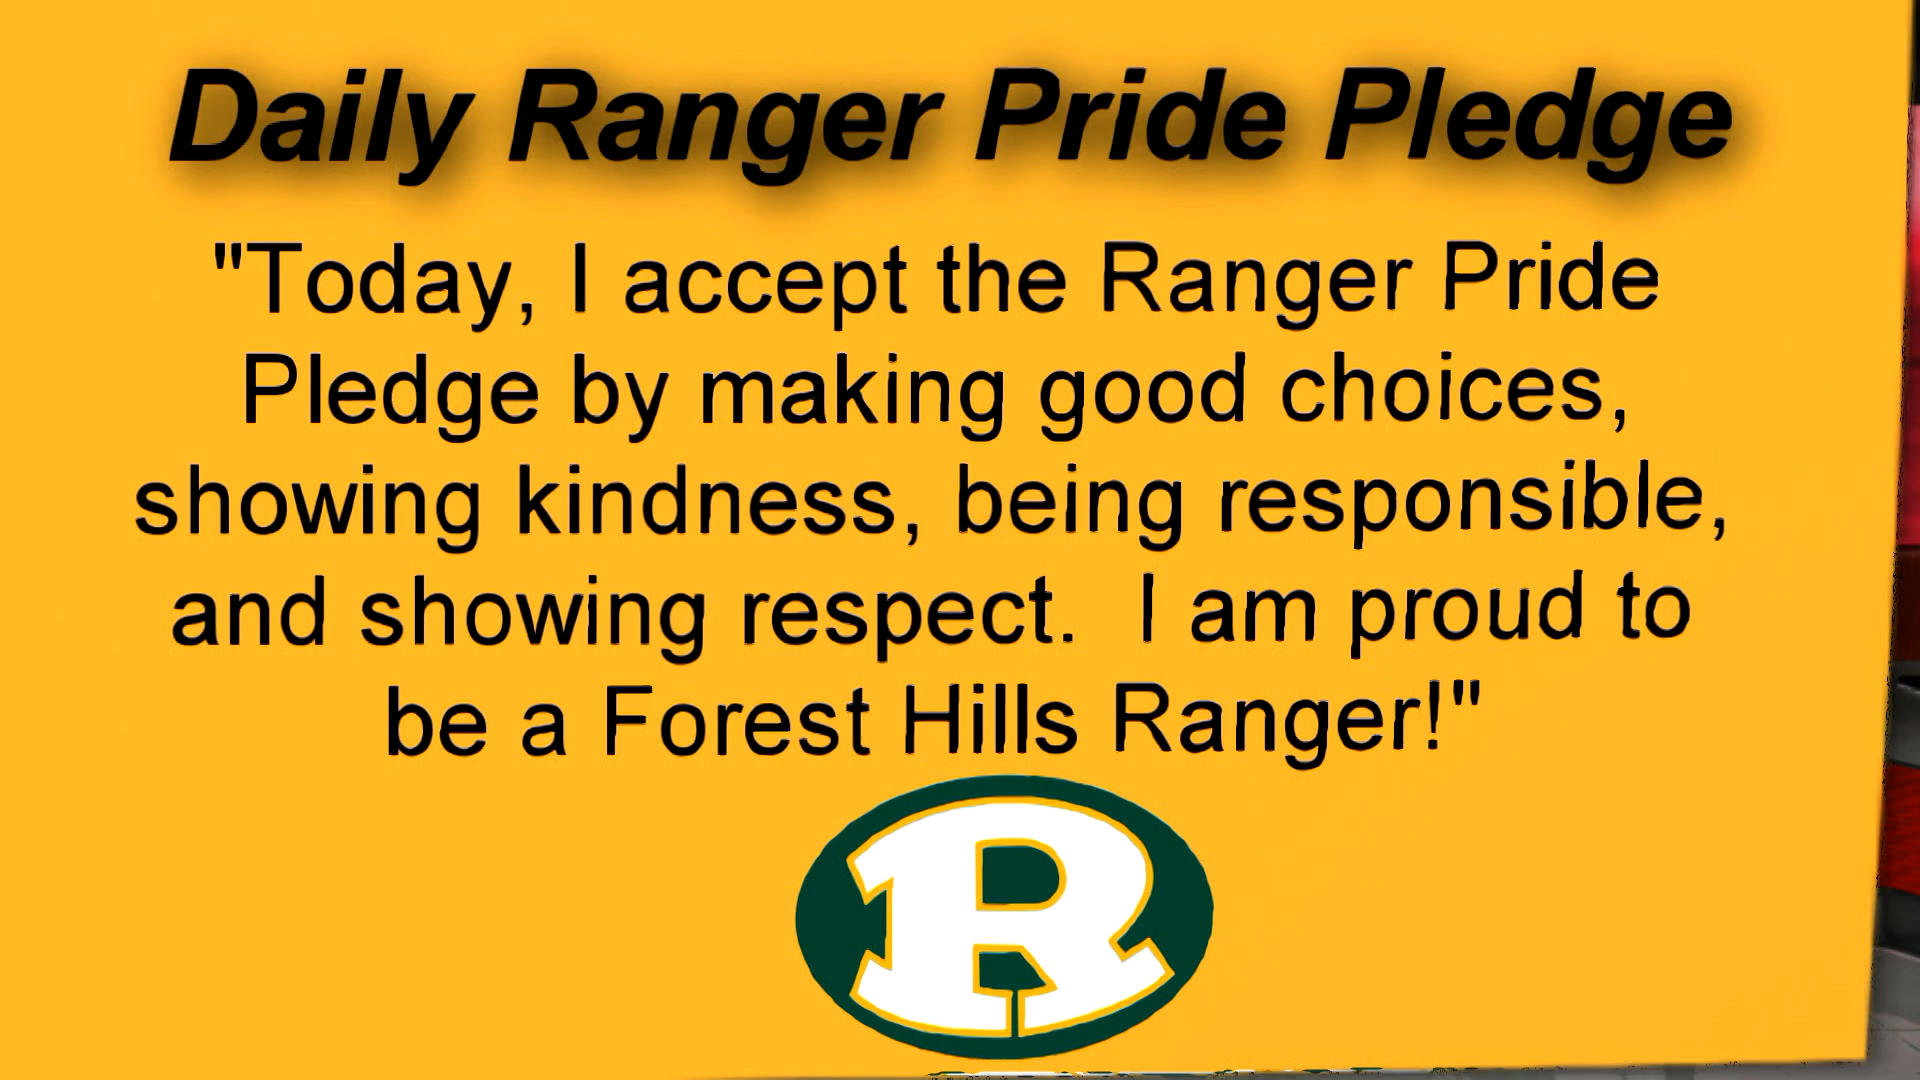 Daily Ranger Pride Pledge
"Today, I accept the Ranger Pride
Pledge by making good choices,
showing kindness, being responsible,
and showing respect.  I am proud to
be a Forest Hills Ranger!"
R